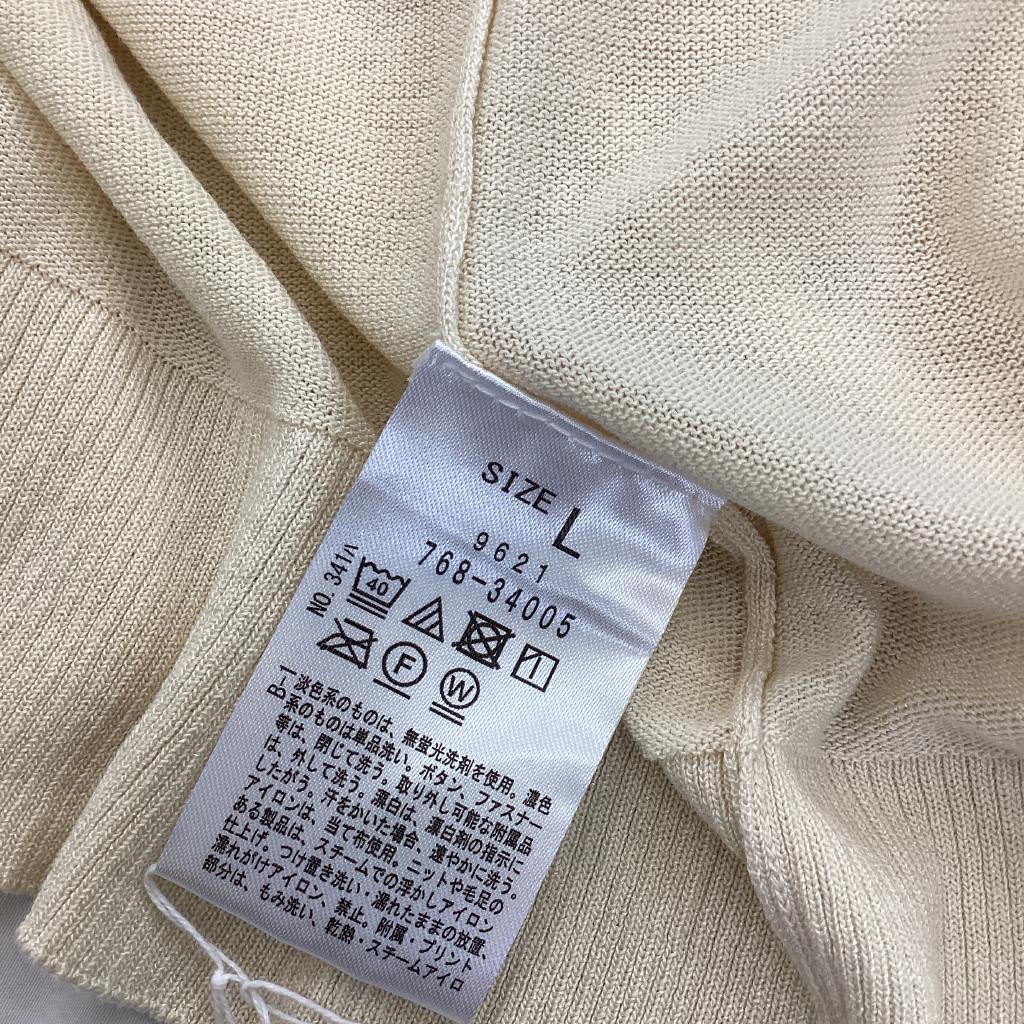 SIZE L
9621
768-34005
NO. 341A
40
F
W
B-1
淡色系のものは、無蛍光洗剤を使用。濃色
系のものは単品洗い。ボタン、ファスナー
等は、閉じて洗う。取り外し可能な附属品
は、外して洗う。漂白は、漂白剤の指示に
したがう。汗をかいた場合、速やかに洗う。
アイロンは、当て布使用。ニットや毛足の
ある製品は、スチームでの浮かしアイロン
仕上げ。つけ置き洗い・濡れたままの放置、
濡れがけアイロン、禁止。附属・プリント
部分は、もみ洗い、乾熱・スチームアイロ